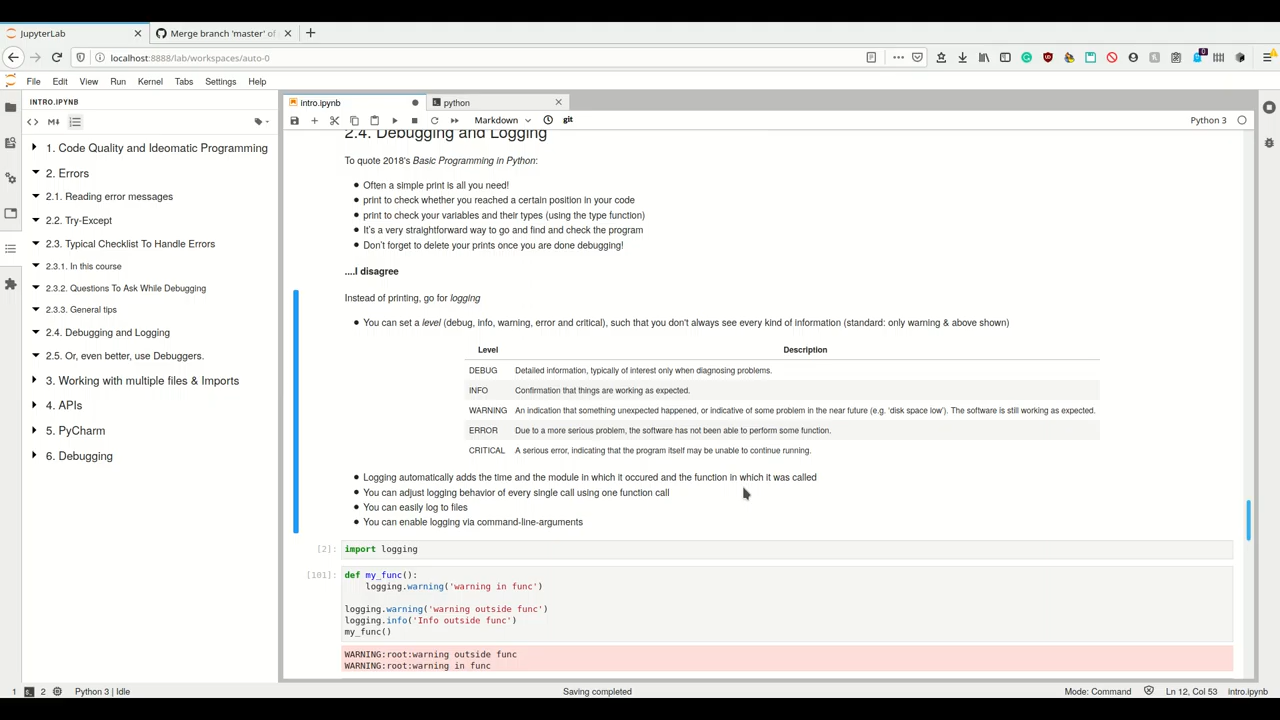 JupyterLab
Merge branch 'master' of
localhost:8888/lab/workspaces/auto-0
File Edit View Run Kernel Tabs Settings Help
INTRO.IPYNB
1. Code Quality and Ideomatic Programming
2. Errors
2.1. Reading error messages
2.2. Try-Except
2.3. Typical Checklist To Handle Errors
2.3.1. In this course
2.3.2. Questions To Ask While Debugging
2.3.3. General tips
2.4. Debugging and Logging
2.5. Or, even better, use Debuggers.
3. Working with multiple files & Imports
4. APIs
5. PyCharm
6. Debugging
intro.ipynb
python
Markdown
git
Python 3
2.4. Debugging and Logging
To quote 2018's Basic Programming in Python:
Often a simple print is all you need!
print to check whether you reached a certain position in your code
print to check your variables and their types (using the type function)
It's a very straightforward way to go and find and check the program
Don't forget to delete your prints once you are done debugging!
....I disagree
Instead of printing, go for logging
You can set a level (debug, info, warning, error and critical), such that you don't always see every kind of information (standard: only warning & above shown)
Level Description
DEBUG Detailed information, typically of interest only when diagnosing problems.
INFO Confirmation that things are working as expected.
WARNING An indication that something unexpected happened, or indicative of some problem in the near future (e.g. 'disk space low'). The software is still working as expected.
ERROR Due to a more serious problem, the software has not been able to perform some function.
CRITICAL A serious error, indicating that the program itself may be unable to continue running.
Logging automatically adds the time and the module in which it occured and the function in which it was called
You can adjust logging behavior of every single call using one function call
You can easily log to files
You can enable logging via command-line-arguments
[2]: import logging
[101]: def my_func():
logging.warning('warning in func')
logging.warning('warning outside func')
logging.info('Info outside func')
my_func()
WARNING:root:warning outside func
WARNING:root:warning in func
1 2 Python 3 | Idle
Saving completed
Mode: Command
Ln 12, Col 53
intro.ipynb